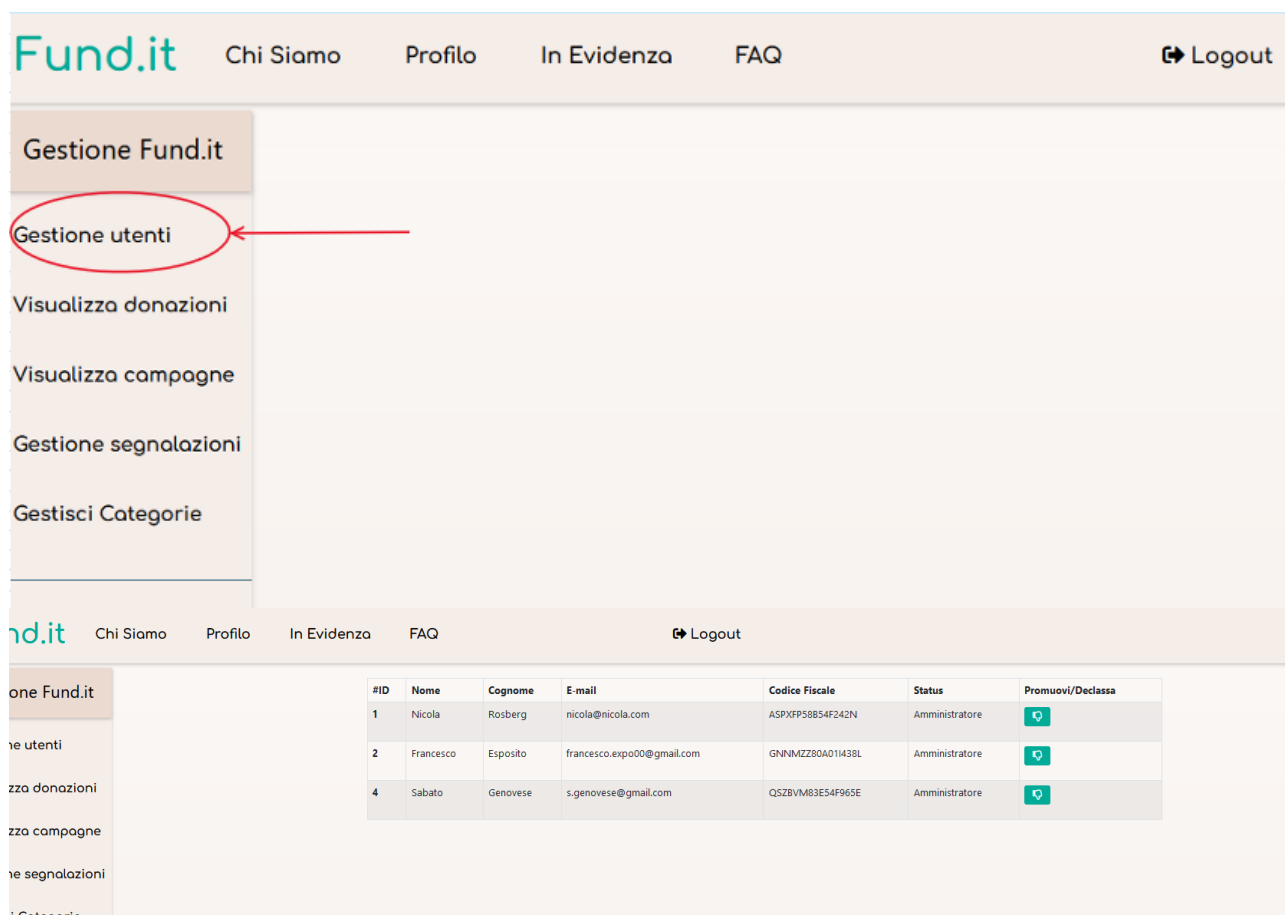 Fund.it Chi Siamo Profilo In Evidenza FAQ Logout
Gestione Fund.it
Gestione utenti
Visualizza donazioni
Visualizza campagne
Gestione segnalazioni
Gestisci Categorie
nd.it Chi Siamo Profilo In Evidenza FAQ Logout
one Fund.it
#ID Nome Cognome E-mail Codice Fiscale Status Promuovi/Declassa
1 Nicola Rosberg nicola@nicola.com ASPXFP58B54F242N Amministratore
ne utenti
2 Francesco Esposito francesco.expo00@gmail.com GNNMZZ80A01I438L Amministratore
zza donazioni
4 Sabato Genovese s.genovese@gmail.com QSZBVM83E54F965E Amministratore
zza campagne
ne segnalazioni